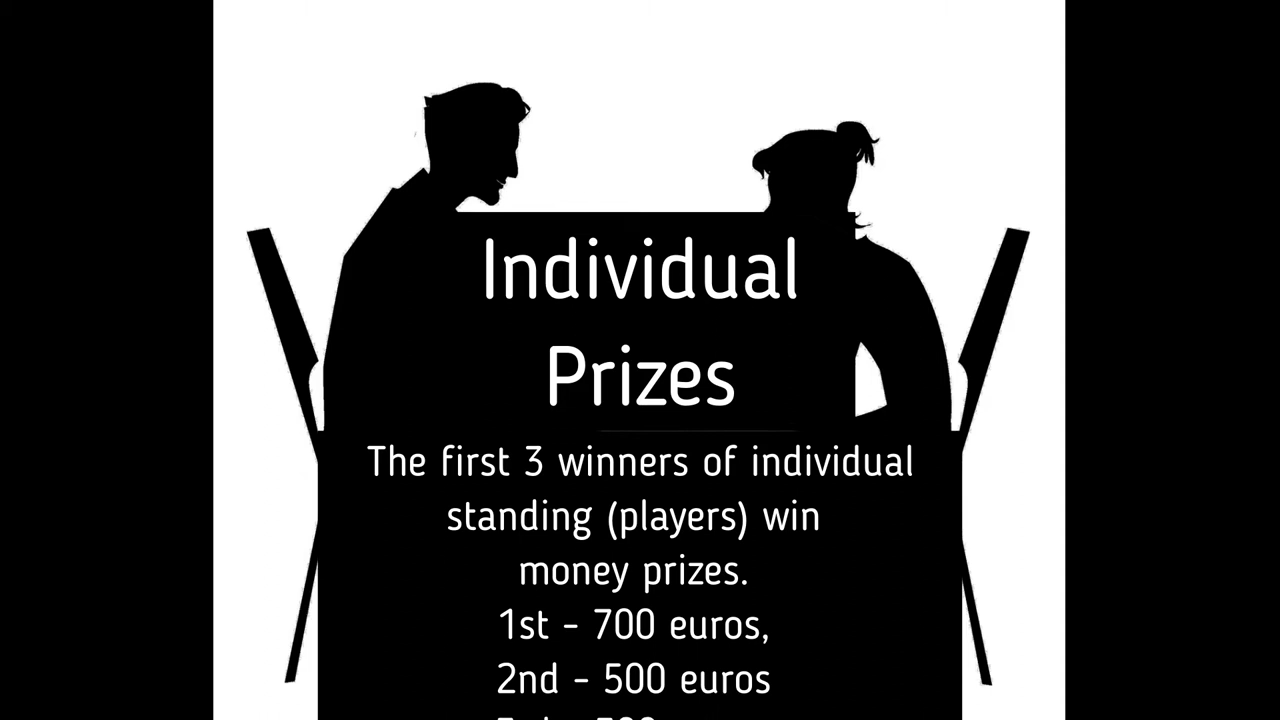 Individual
Prizes
The first 3 winners of individual
standing (players) win
money prizes.
1st - 700 euros,
2nd - 500 euros